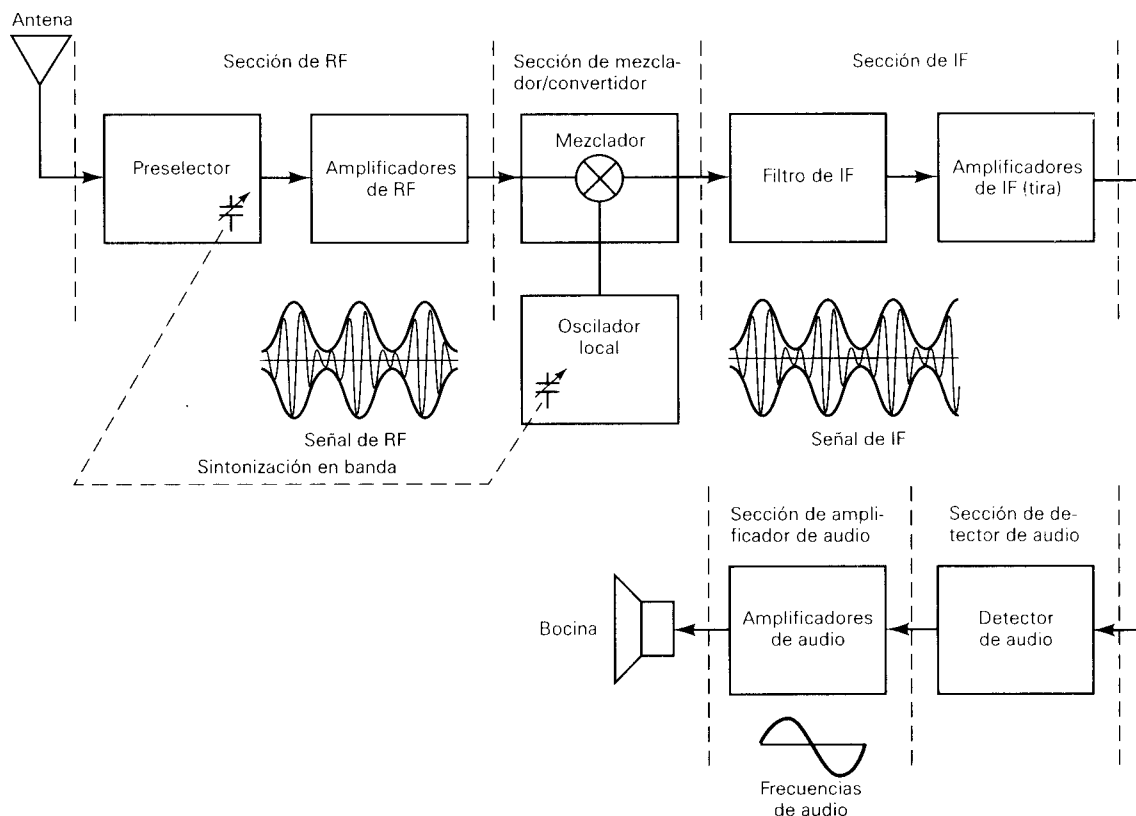 Antena
Sección de RF
Sección de mezcla-
dor/convertidor
Sección de IF
Preselector
Amplificadores
de RF
Mezclador
Filtro de IF
Amplificadores
de IF (tira)
Oscilador
local
Señal de RF
Señal de IF
Sintonización en banda
Sección de ampli-
ficador de audio
Sección de de-
tector de audio
Bocina
Amplificadores
de audio
Detector
de audio
Frecuencias
de audio